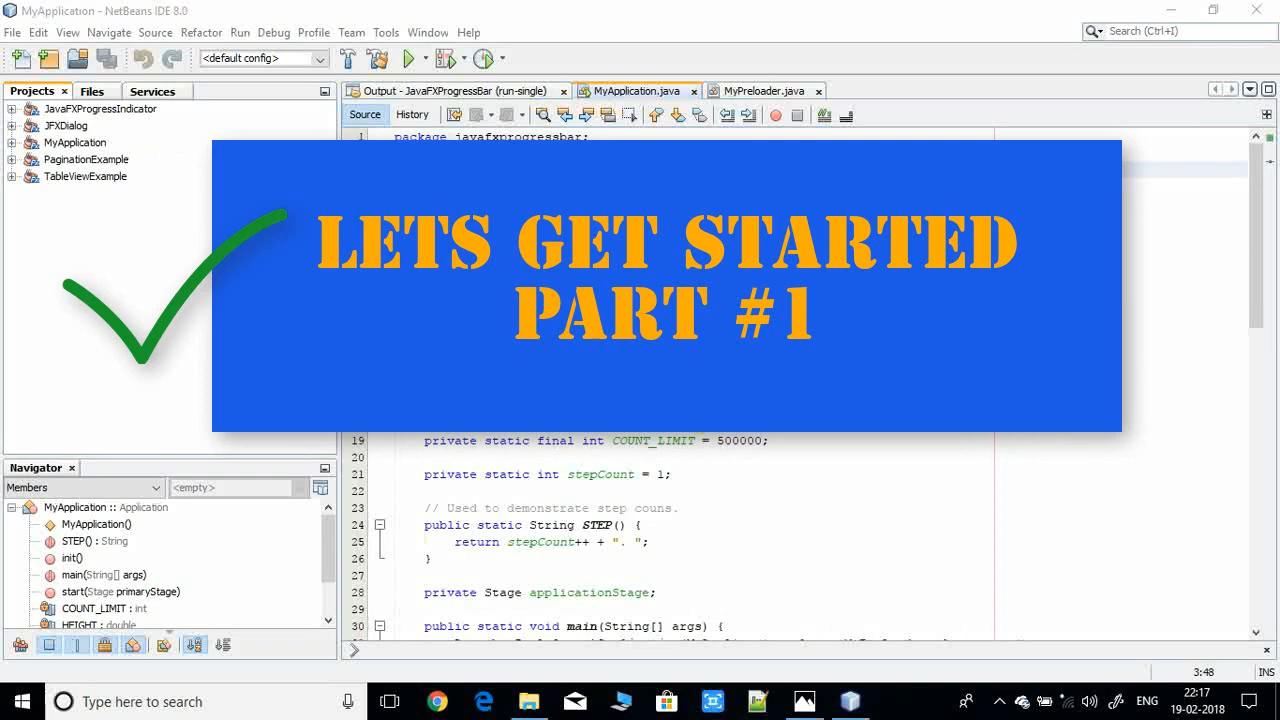 MyApplication - NetBeans IDE 8.0
File Edit View Navigate Source Refactor Run Debug Profile Team Tools Window Help
Search (Ctrl+I)
<default config>
Projects Files Services
JavaFXProgressIndicator
JFXDialog
MyApplication
PaginationExample
TableViewExample
Output - JavaFXProgressBar (run-single) MyApplication.java MyPreloader.java
Source History
1 package javafxprogressbar;
LETS GET STARTED
PART #1
19 private static final int COUNT_LIMIT = 500000;
20
21 private static int stepCount = 1;
22
23 // Used to demonstrate step couns.
24 public static String STEP() {
25 return stepCount++ + ". ";
26 }
27
28 private Stage applicationStage;
29
30 public static void main(String[] args) {
Navigator
Members <empty>
MyApplication :: Application
MyApplication()
STEP() : String
init()
main(String[] args)
start(Stage primaryStage)
COUNT_LIMIT : int
HEIGHT : double
3:48 INS
Type here to search
ENG
22:17
19-02-2018